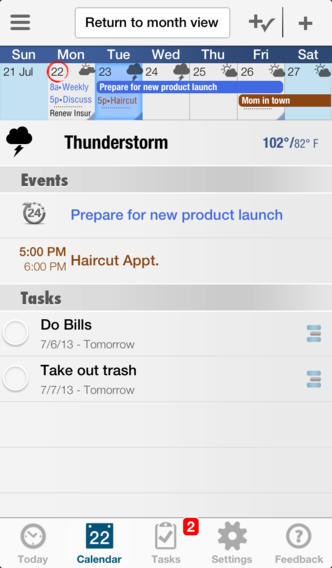 Return to month view
Sun Mon Tue Wed Thu Fri Sat
21 Jul 22 23 24 25 26 27
8a•Weekly Prepare for new product launch
5p•Discuss 5p•Haircut Mom in town
Renew Insur
Thunderstorm 102°/82° F
Events
24 Prepare for new product launch
5:00 PM
6:00 PM Haircut Appt.
Tasks
Do Bills
7/6/13 - Tomorrow
Take out trash
7/7/13 - Tomorrow
22 2
Today Calendar Tasks Settings Feedback